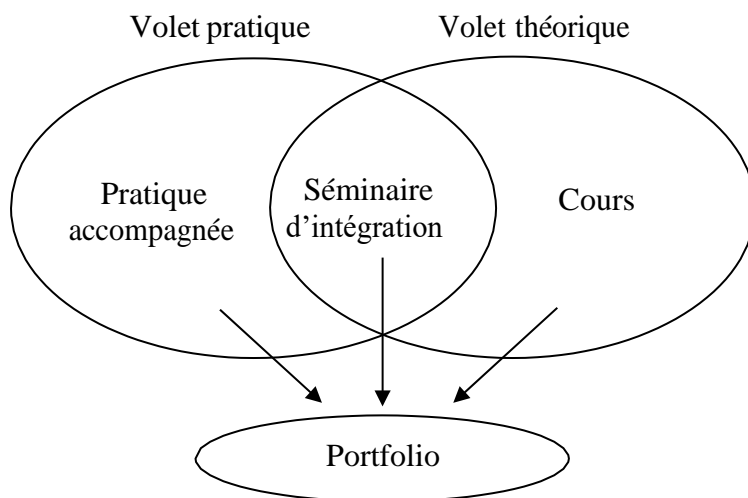 Volet pratique
Volet théorique
Pratique
accompagnée
Séminaire
d’intégration
Cours
Portfolio